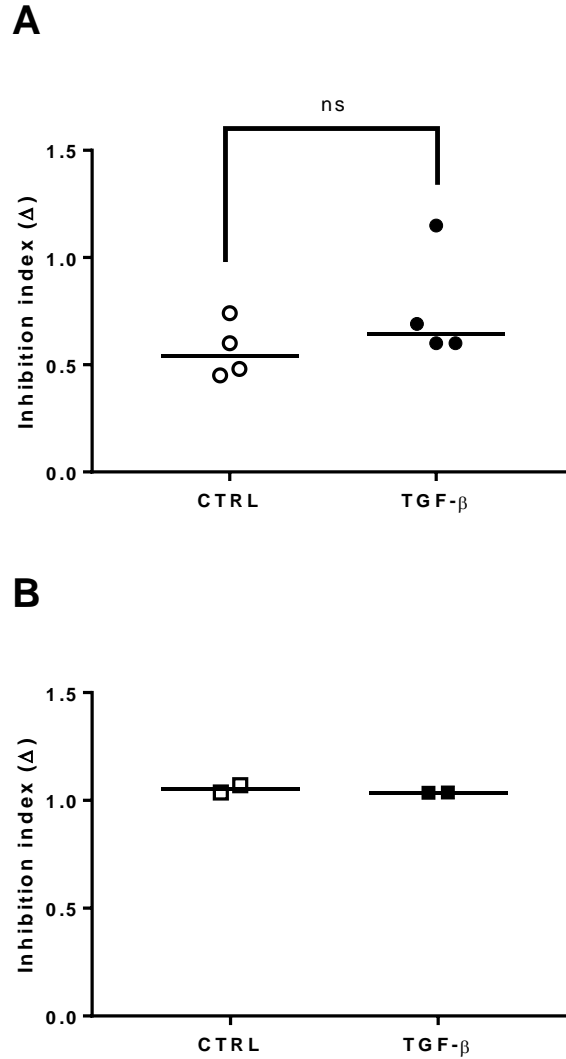 A
ns
1.5
1.0
0.5
0.0
Inhibition index (Δ)
CTRL
TGF-β
B
1.5
1.0
0.5
0.0
Inhibition index (Δ)
CTRL
TGF-β